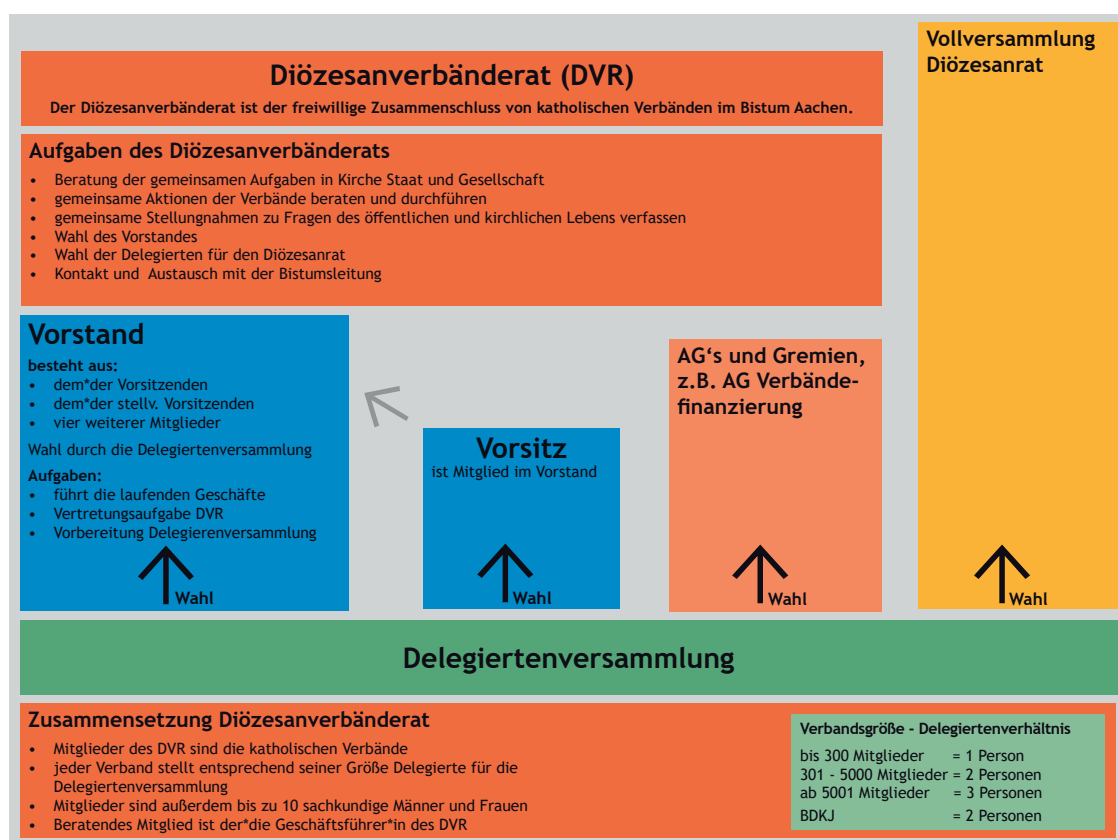 Diözesanverbänderat (DVR)
Der Diözesanverbänderat ist der freiwillige Zusammenschluss von katholischen Verbänden im Bistum Aachen.
Vollversammlung
Diözesanrat
Aufgaben des Diözesanverbänderats
• Beratung der gemeinsamen Aufgaben in Kirche Staat und Gesellschaft
• gemeinsame Aktionen der Verbände beraten und durchführen
• gemeinsame Stellungnahmen zu Fragen des öffentlichen und kirchlichen Lebens verfassen
• Wahl des Vorstandes
• Wahl der Delegierten für den Diözesanrat
• Kontakt und Austausch mit der Bistumsleitung
Vorstand
besteht aus:
• dem*der Vorsitzenden
• dem*der stellv. Vorsitzenden
• vier weiterer Mitglieder
Wahl durch die Delegiertenversammlung
Aufgaben:
• führt die laufenden Geschäfte
• Vertretungsaufgabe DVR
• Vorbereitung Delegierenversammlung
Wahl
Vorsitz
ist Mitglied im Vorstand
Wahl
AG‘s und Gremien,
z.B. AG Verbände-
finanzierung
Wahl
Wahl
Delegiertenversammlung
Zusammensetzung Diözesanverbänderat
• Mitglieder des DVR sind die katholischen Verbände
• jeder Verband stellt entsprechend seiner Größe Delegierte für die
Delegiertenversammlung
• Mitglieder sind außerdem bis zu 10 sachkundige Männer und Frauen
• Beratendes Mitglied ist der*die Geschäftsführer*in des DVR
Verbandsgröße - Delegiertenverhältnis
bis 300 Mitglieder = 1 Person
301 - 5000 Mitglieder = 2 Personen
ab 5001 Mitglieder = 3 Personen
BDKJ = 2 Personen